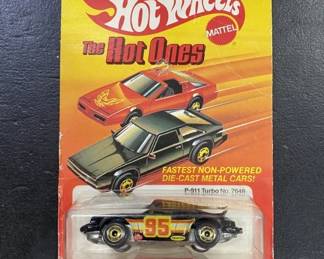 Hot Wheels
MATTEL
The Hot Ones
FASTEST NON-POWERED
DIE-CAST METAL CARS!
P-911 Turbo No. 7648
95